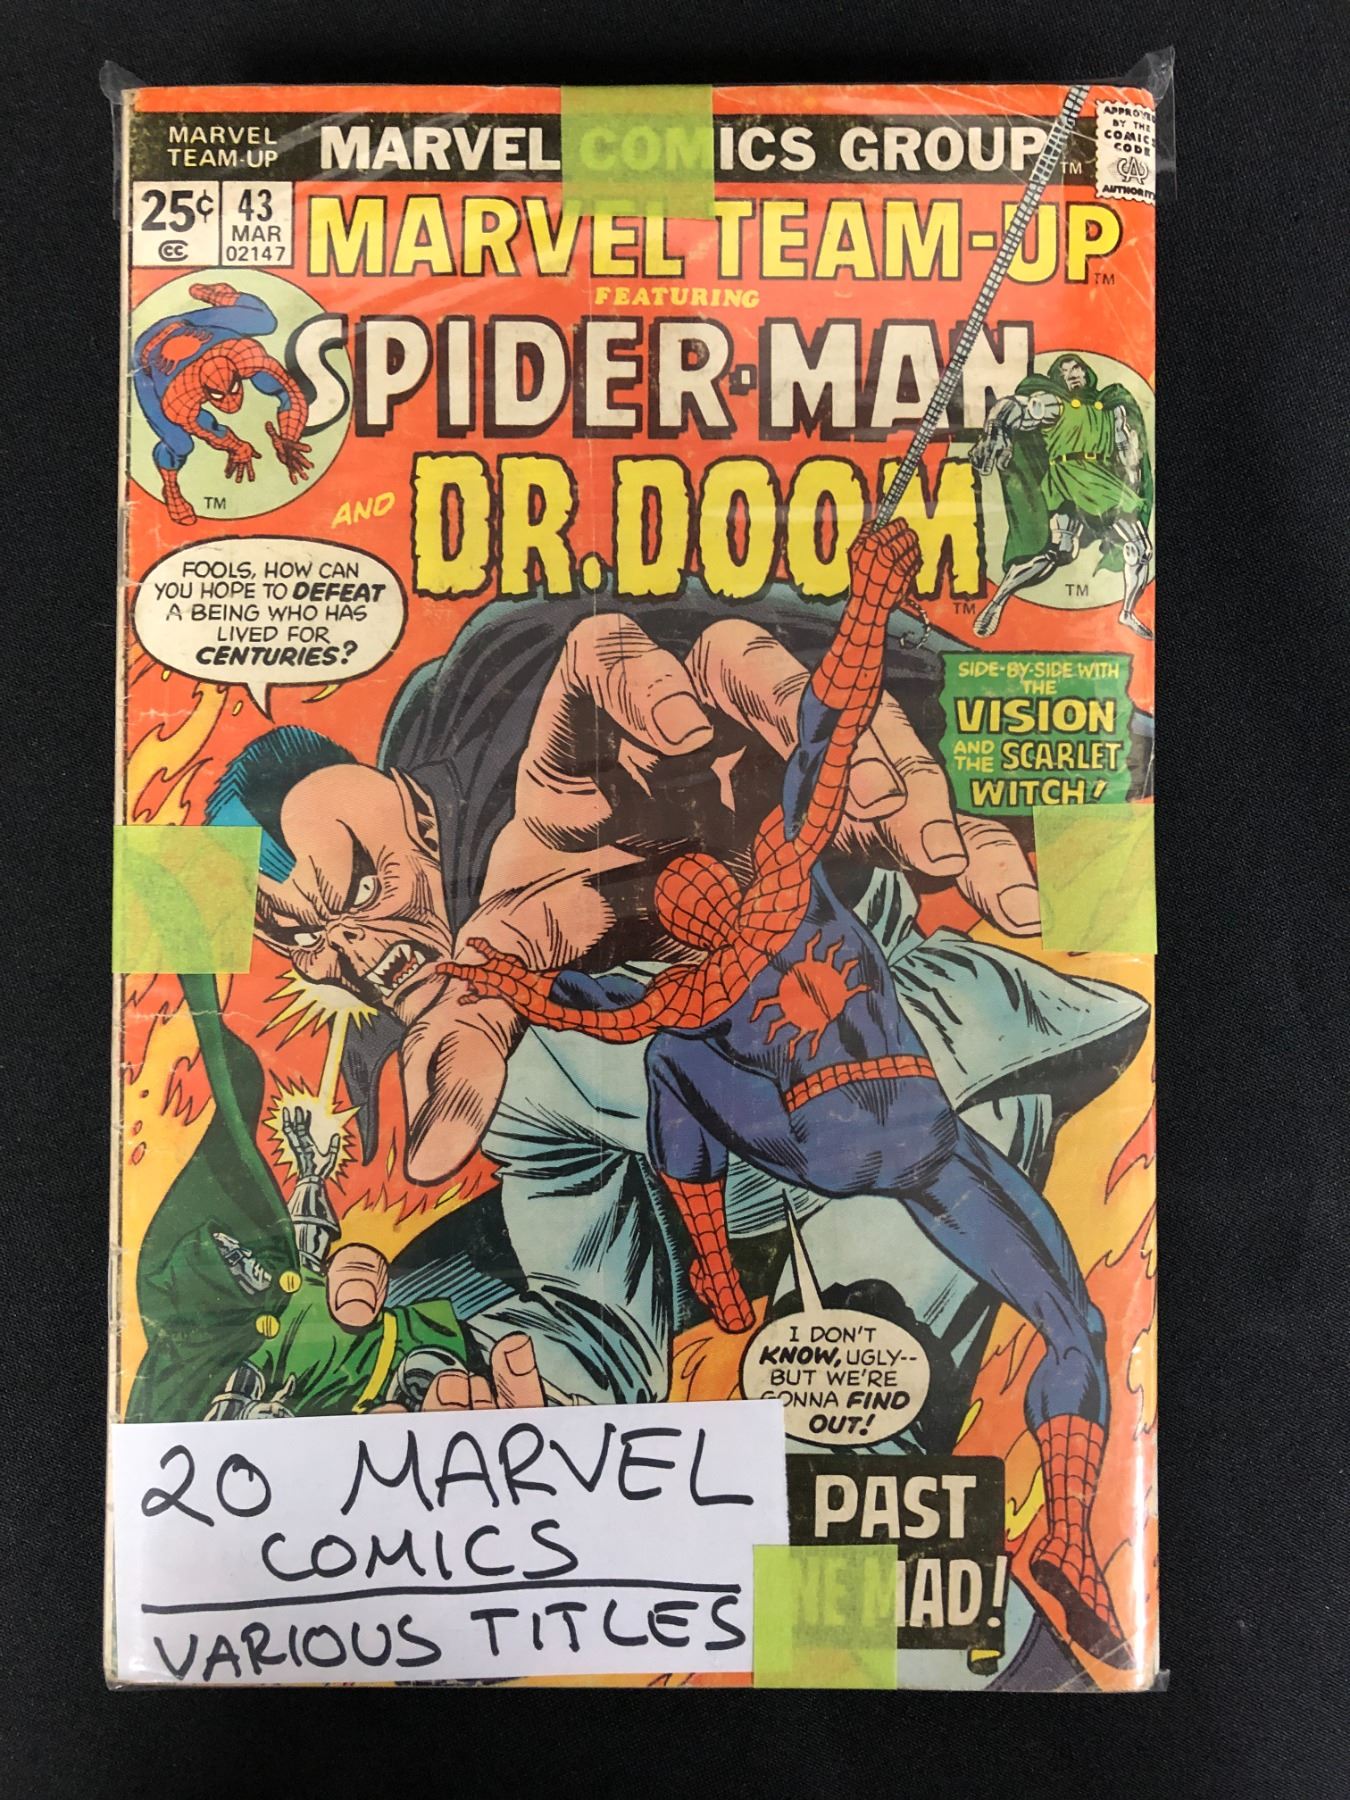 MARVEL
TEAM-UP
MARVEL COMICS GROUP TM
APPROVED
BY THE
COMICS
CODE
CA
AUTHORITY
25¢
CC
43
MAR
02147
MARVEL TEAM-UP TM
FEATURING
SPIDER-MAN
AND DR. DOOM TM
TM
TM
FOOLS, HOW CAN
YOU HOPE TO DEFEAT
A BEING WHO HAS
LIVED FOR
CENTURIES?
SIDE-BY-SIDE WITH
THE
VISION
AND THE SCARLET
WITCH!
I DON'T
KNOW, UGLY--
BUT WE'RE
GONNA FIND
OUT!
PAST
NE MAD!
20 MARVEL
COMICS
VARIOUS TITLES